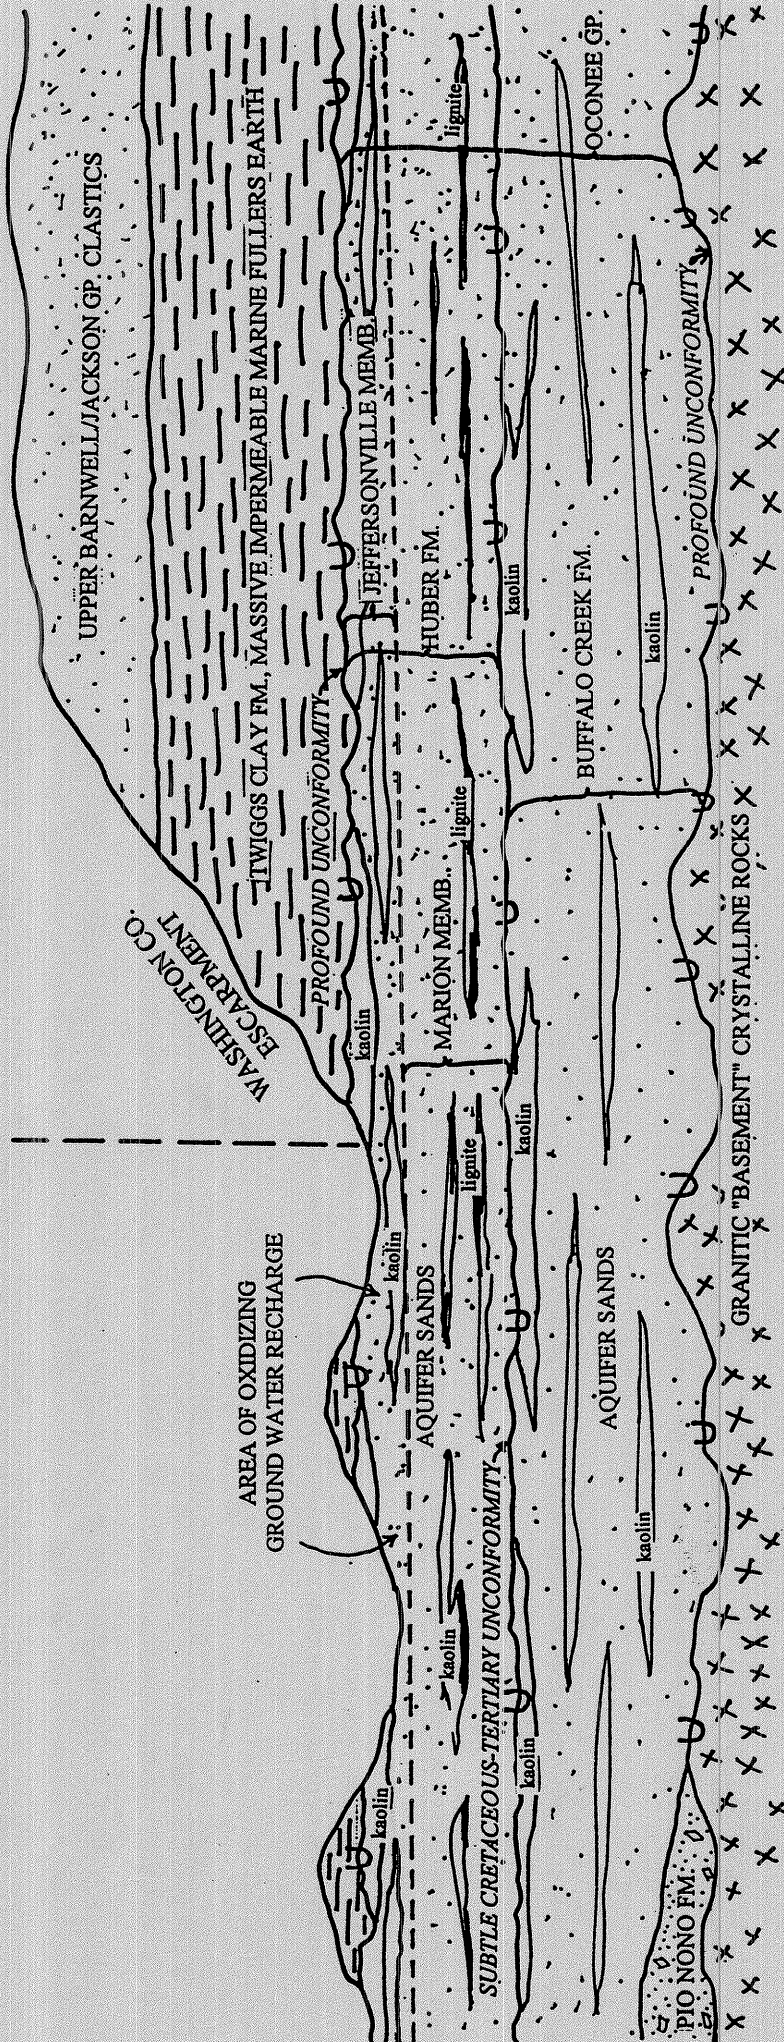 WASHINGTON CO.
ESCARPMENT
UPPER BARNWELL/JACKSON GP. CLASTICS
AREA OF OXIDIZING
GROUND WATER RECHARGE
TWIGGS CLAY FM., MASSIVE IMPERMEABLE MARINE FULLERS EARTH
PROFOUND UNCONFORMITY
kaolin
kaolin
kaolin
JEFFERSONVILLE MEMB.
AQUIFER SANDS
MARION MEMB.
HUBER FM.
kaolin
lignite
lignite
lignite
SUBTLE CRETACEOUS-TERTIARY UNCONFORMITY
kaolin
kaolin
kaolin
BUFFALO CREEK FM.
OCONEE GP.
AQUIFER SANDS
kaolin
kaolin
PIO NONO FM.
PROFOUND UNCONFORMITY
GRANITIC "BASEMENT" CRYSTALLINE ROCKS